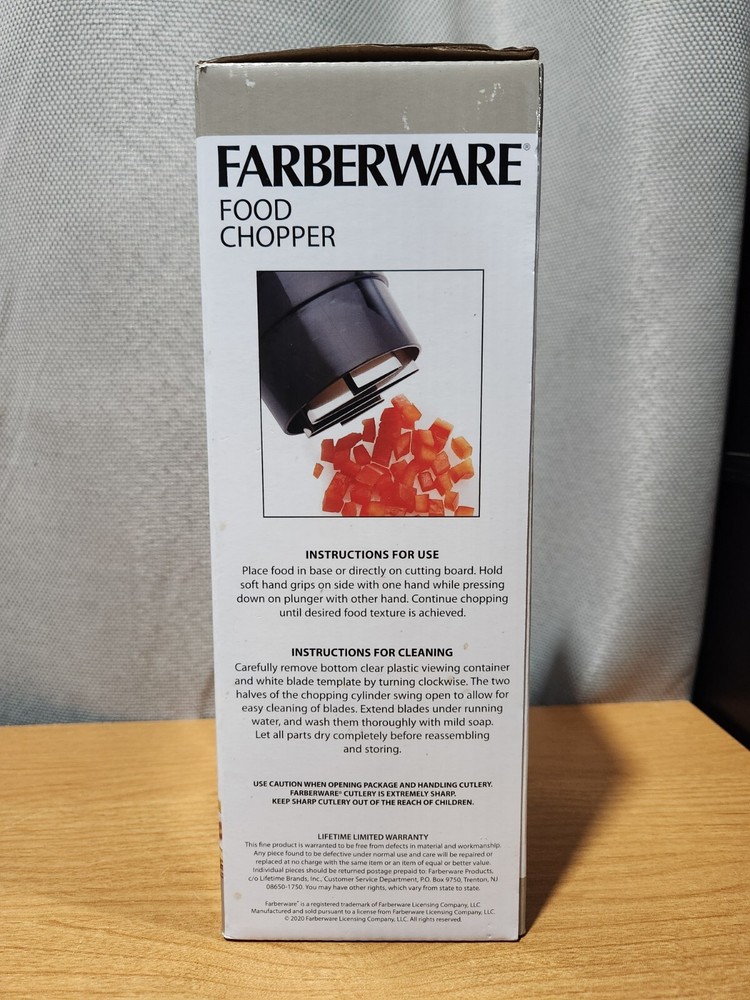 FARBERWARE®
FOOD
CHOPPER
INSTRUCTIONS FOR USE
Place food in base or directly on cutting board. Hold
soft hand grips on side with one hand while pressing
down on plunger with other hand. Continue chopping
until desired food texture is achieved.
INSTRUCTIONS FOR CLEANING
Carefully remove bottom clear plastic viewing container
and white blade template by turning clockwise. The two
halves of the chopping cylinder swing open to allow for
easy cleaning of blades. Extend blades under running
water, and wash them thoroughly with mild soap.
Let all parts dry completely before reassembling
and storing.
USE CAUTION WHEN OPENING PACKAGE AND HANDLING CUTLERY.
FARBERWARE® CUTLERY IS EXTREMELY SHARP.
KEEP SHARP CUTLERY OUT OF THE REACH OF CHILDREN.
LIFETIME LIMITED WARRANTY
This fine product is warranted to be free from defects in material and workmanship.
Any piece found to be defective under normal use and care will be repaired or
replaced at no charge with the same item or an item of equal or better value.
Individual pieces should be returned postage prepaid to: Farberware Products,
c/o Lifetime Brands, Inc., Customer Service Department, P.O. Box 9750, Trenton, NJ
08650-1750. You may have other rights, which vary from state to state.
Farberware® is a registered trademark of Farberware Licensing Company, LLC.
Manufactured and sold pursuant to a license from Farberware Licensing Company, LLC.
© 2020 Farberware Licensing Company, LLC. All rights reserved.